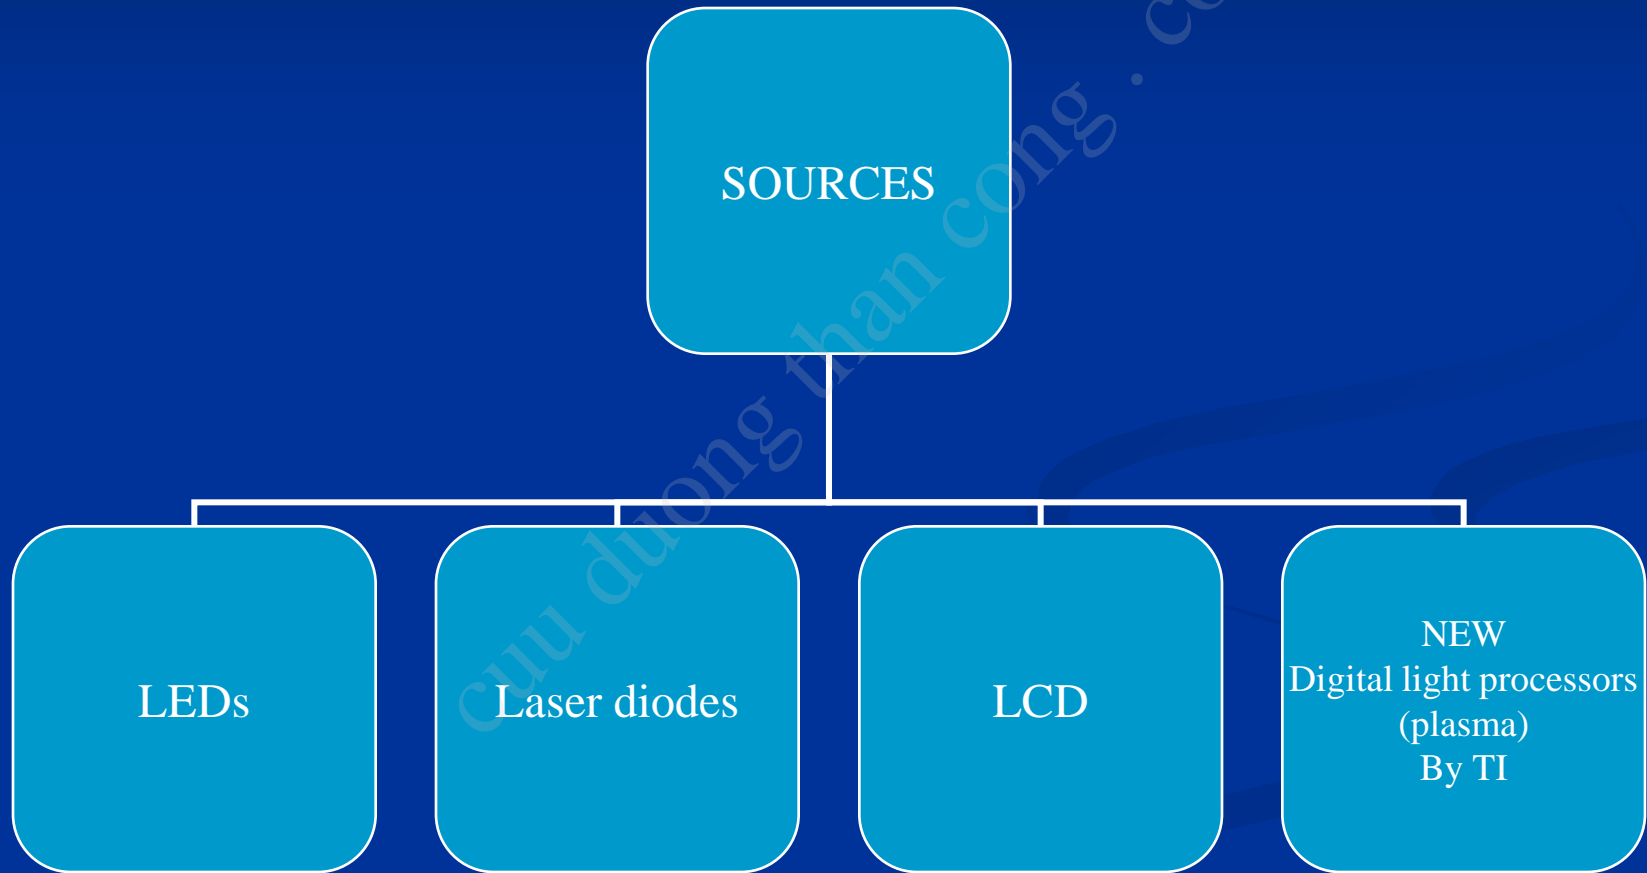 SOURCES
LEDs
Laser diodes
LCD
NEW
Digital light processors
(plasma)
By TI
cuu duong than cong . co